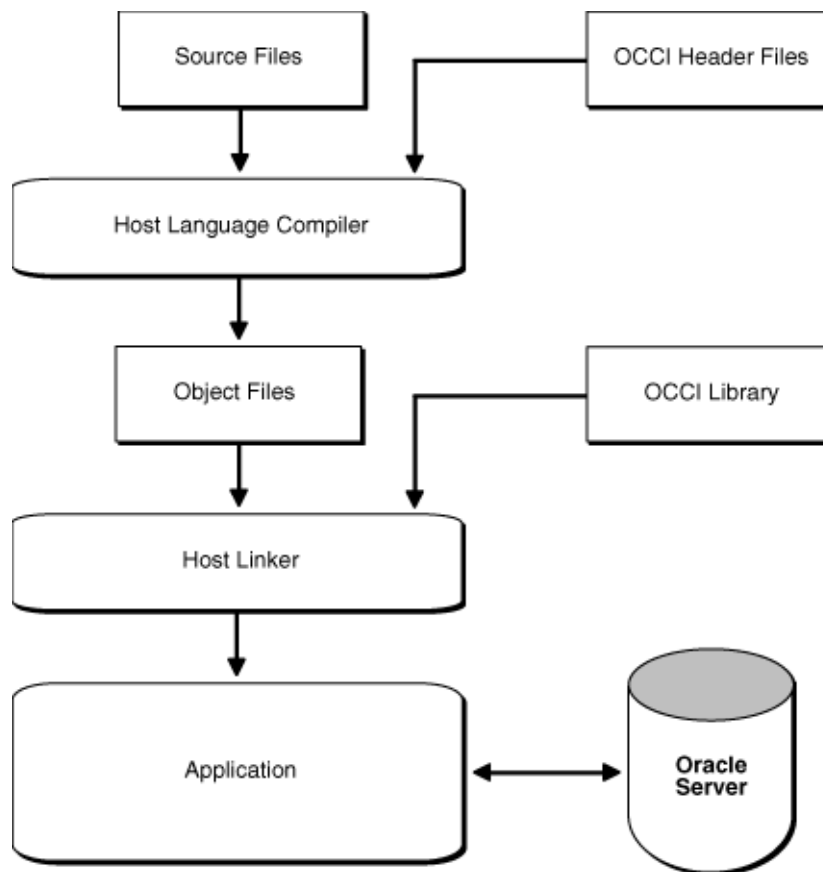 Source Files
OCCI Header Files
Host Language Compiler
Object Files
OCCI Library
Host Linker
Application
Oracle
Server